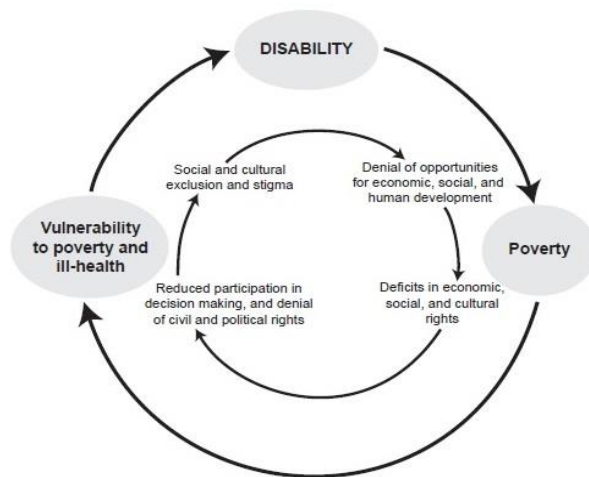 DISABILITY
Social and cultural
exclusion and stigma
Denial of opportunities
for economic, social, and
human development
Vulnerability
to poverty and
ill-health
Poverty
Reduced participation in
decision making, and denial
of civil and political rights
Deficits in economic,
social, and cultural
rights